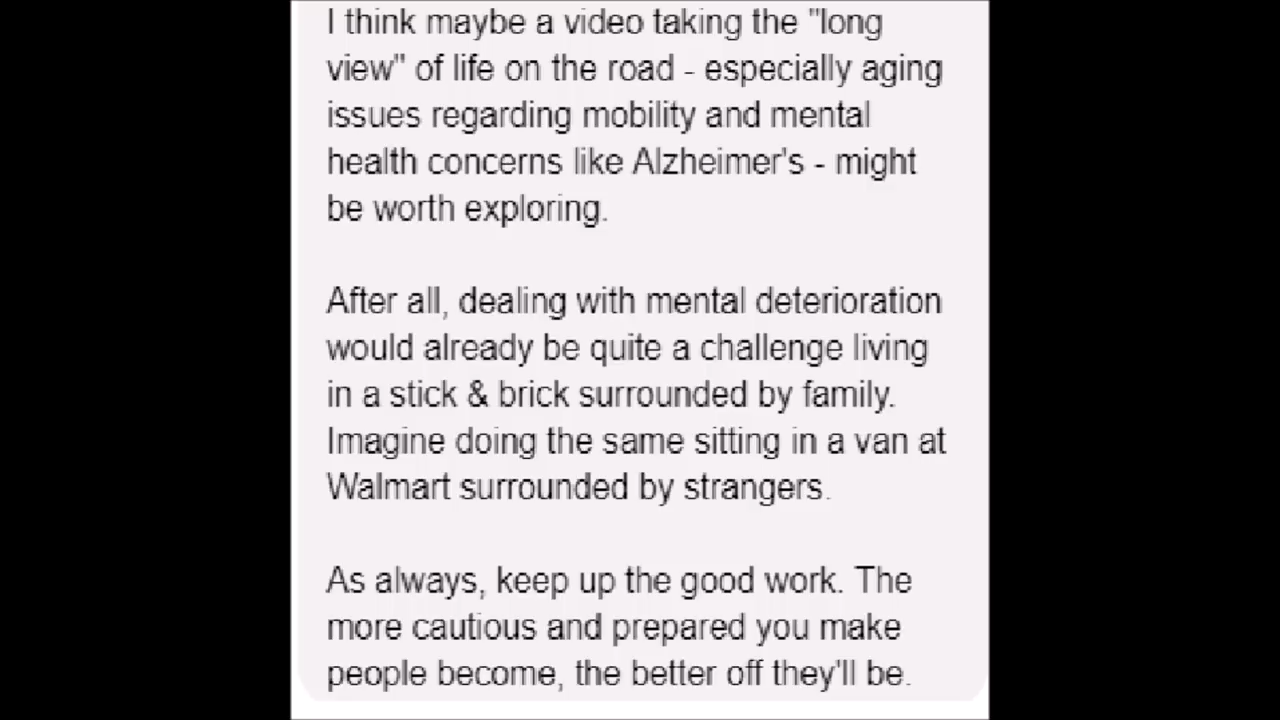 I think maybe a video taking the "long
view" of life on the road - especially aging
issues regarding mobility and mental
health concerns like Alzheimer's - might
be worth exploring.
After all, dealing with mental deterioration
would already be quite a challenge living
in a stick & brick surrounded by family.
Imagine doing the same sitting in a van at
Walmart surrounded by strangers.
As always, keep up the good work. The
more cautious and prepared you make
people become, the better off they'll be.